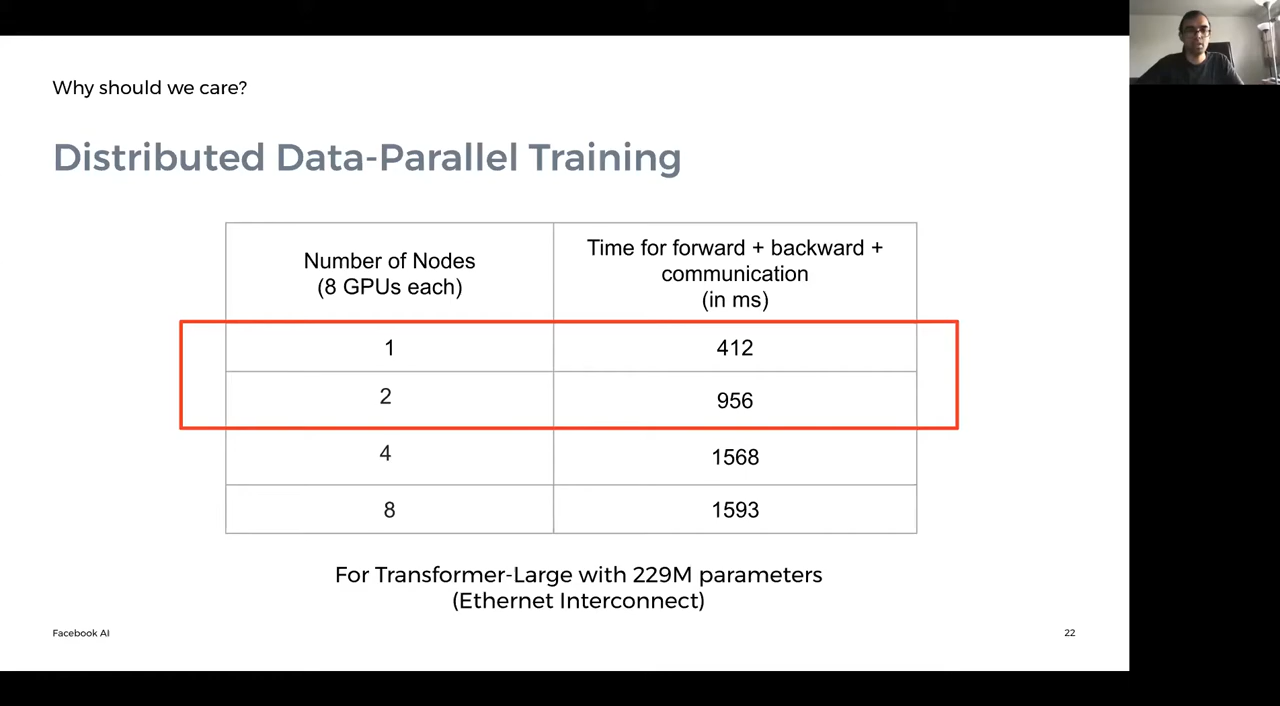 Why should we care?
Distributed Data-Parallel Training
Number of Nodes
(8 GPUs each)
Time for forward + backward +
communication
(in ms)
1
412
2
956
4
1568
8
1593
For Transformer-Large with 229M parameters
(Ethernet Interconnect)
Facebook AI
22